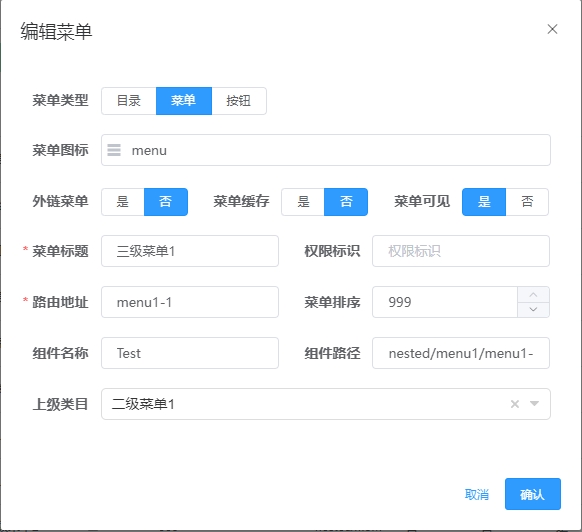 编辑菜单
菜单类型 目录 菜单 按钮
菜单图标 menu
外链菜单 是 否 菜单缓存 是 否 菜单可见 是 否
* 菜单标题 三级菜单1 权限标识 权限标识
* 路由地址 menu1-1 菜单排序 999
组件名称 Test 组件路径 nested/menu1/menu1-
上级类目 二级菜单1
取消 确认